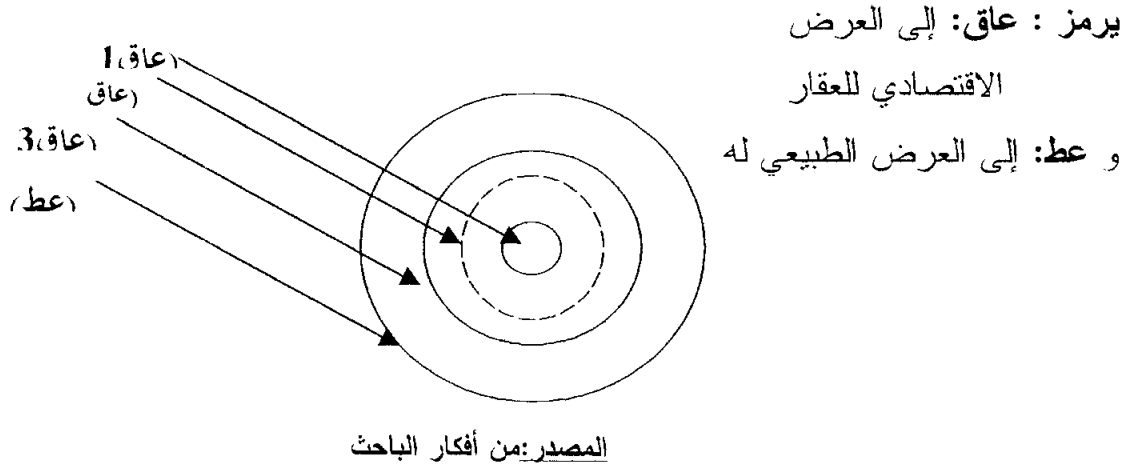 يرمز : عاق: إلى العرض
الاقتصادي للعقار
و عط: إلى العرض الطبيعي له
(عاق،1
(عاق
(عاق،3
(عط)
المصدر:من أفكار الباحث